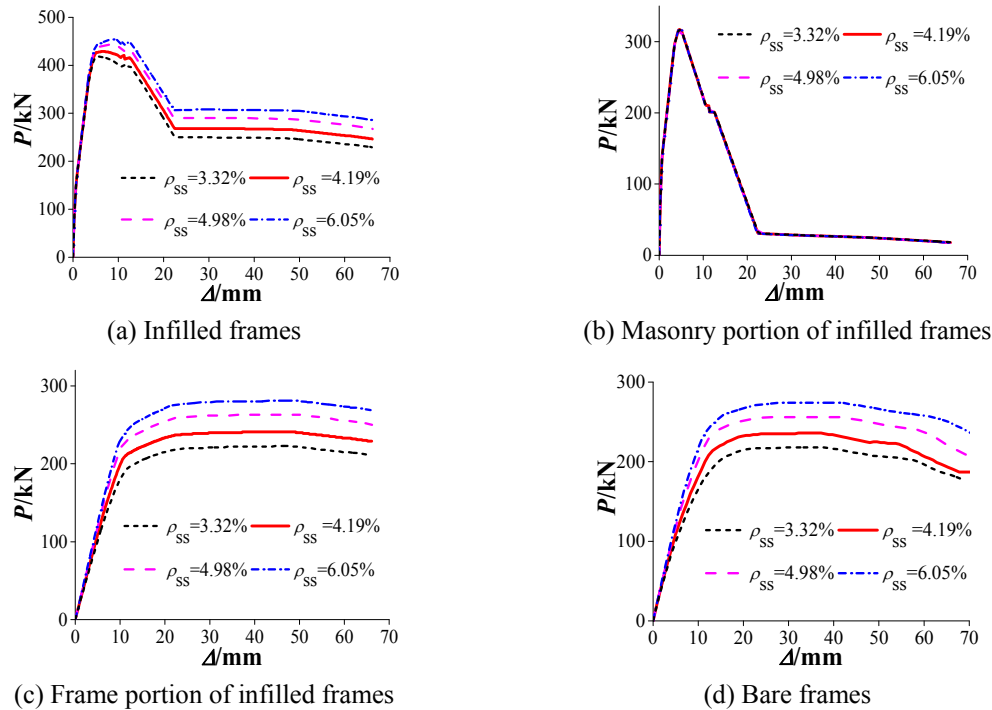 500
400
300
200
100
0
P/kN
ρSS=3.32% ρSS=4.19%
ρSS=4.98% ρSS=6.05%
0 10 20 30 40 50 60 70
Δ/mm
(a) Infilled frames
300
200
100
0
P/kN
ρSS=3.32% ρSS=4.19%
ρSS=4.98% ρSS=6.05%
0 10 20 30 40 50 60 70
Δ/mm
(b) Masonry portion of infilled frames
300
200
100
0
P/kN
ρSS=3.32% ρSS=4.19%
ρSS=4.98% ρSS=6.05%
0 10 20 30 40 50 60 70
Δ/mm
(c) Frame portion of infilled frames
300
200
100
0
P/kN
ρSS=3.32% ρSS=4.19%
ρSS=4.98% ρSS=6.05%
0 10 20 30 40 50 60 70
Δ/mm
(d) Bare frames